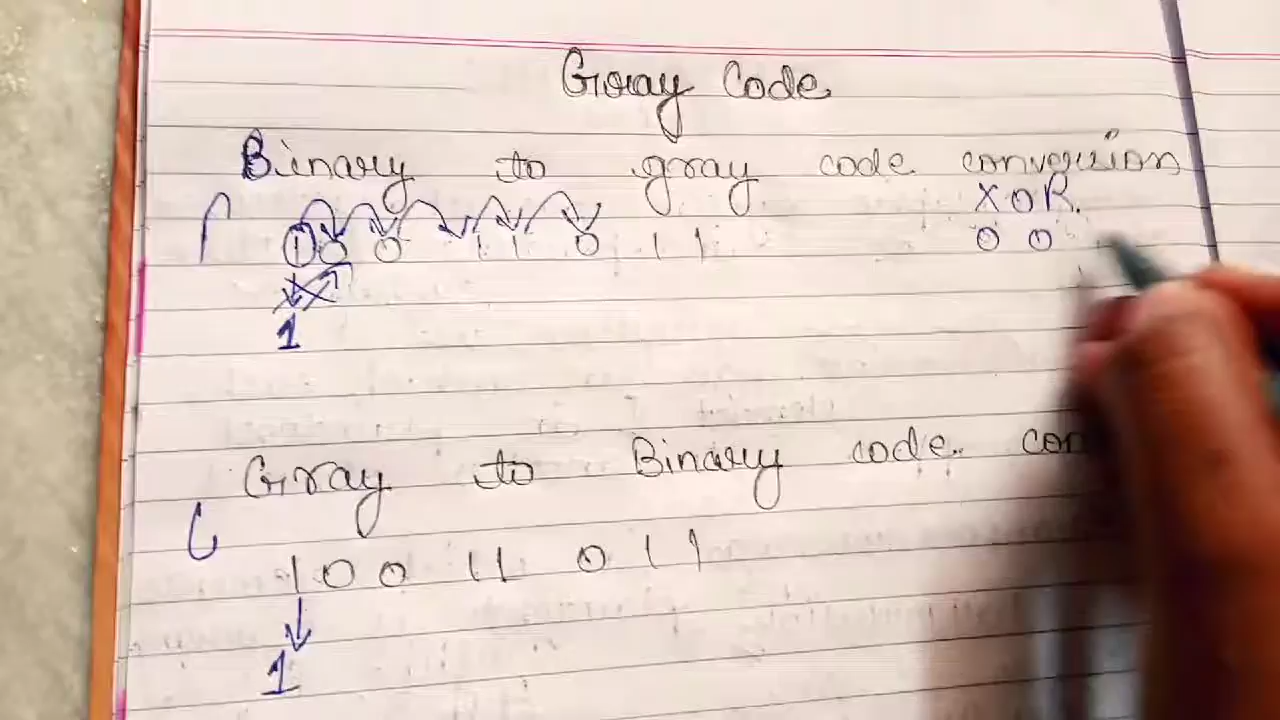 Gray Code
Binary to gray code conversion
XOR.
1 0 0 1 1 0 1 1 0 0
1
Gray to Binary code.
1 0 0 1 1 0 1 1
1